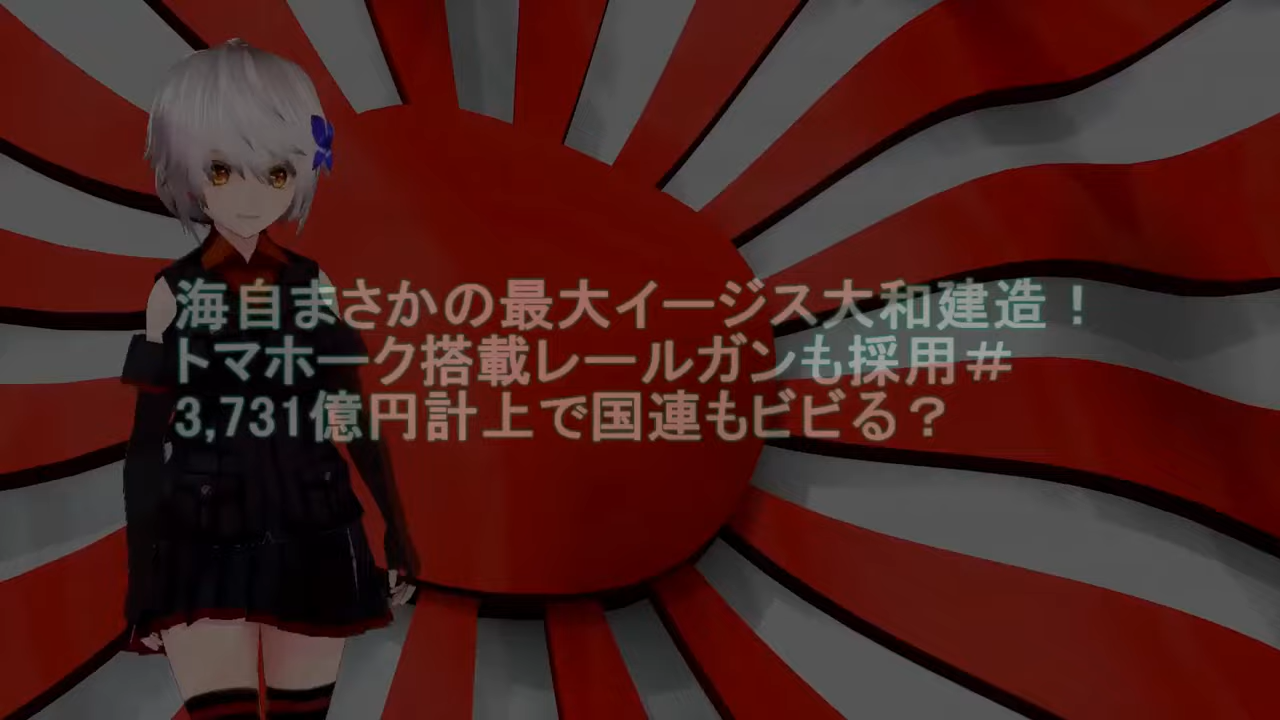 海自まさかの最大イージス大和建造！
トマホーク搭載レールガンも採用＃
3,731億円計上で国連もビビる？